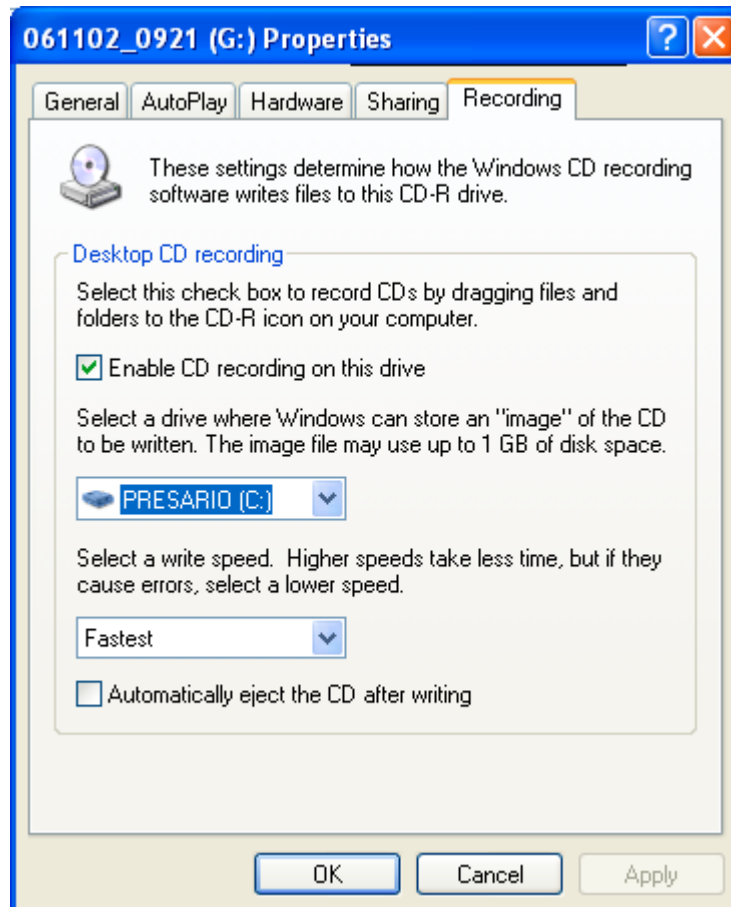 061102_0921 (G:) Properties
General AutoPlay Hardware Sharing Recording
These settings determine how the Windows CD recording
software writes files to this CD-R drive.
Desktop CD recording
Select this check box to record CDs by dragging files and
folders to the CD-R icon on your computer.
Enable CD recording on this drive
Select a drive where Windows can store an "image" of the CD
to be written. The image file may use up to 1 GB of disk space.
PRESARIO (C:)
Select a write speed.  Higher speeds take less time, but if they
cause errors, select a lower speed.
Fastest
Automatically eject the CD after writing
OK Cancel Apply